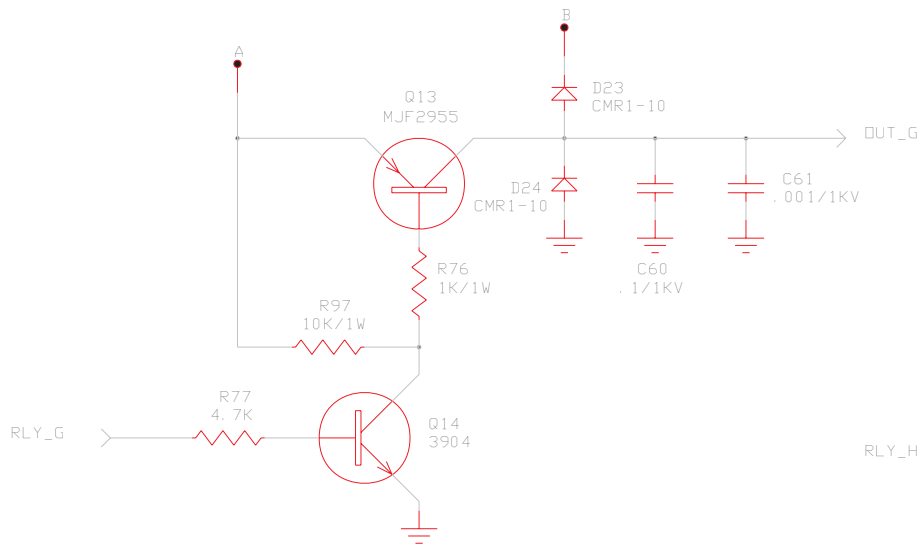 B
A
Q13
MJF2955
D23
CMR1-10
OUT_G
D24
CMR1-10
C61
.001/1KV
R76
1K/1W
C60
.1/1KV
R97
10K/1W
R77
4.7K
Q14
3904
RLY_G
RLY_H